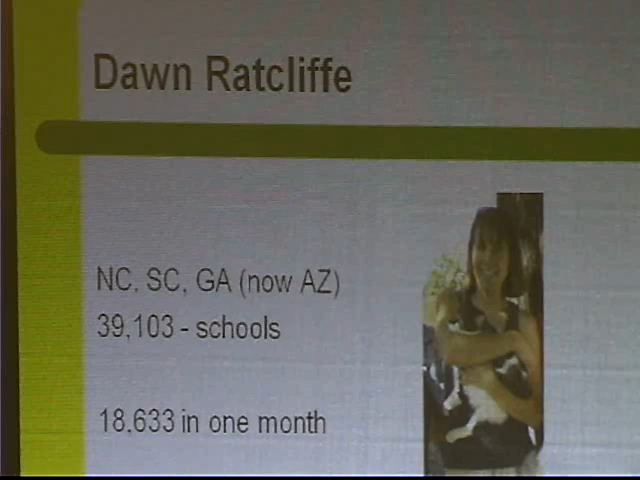 Dawn Ratcliffe
NC, SC, GA (now AZ)
39,103 - schools
18,633 in one month